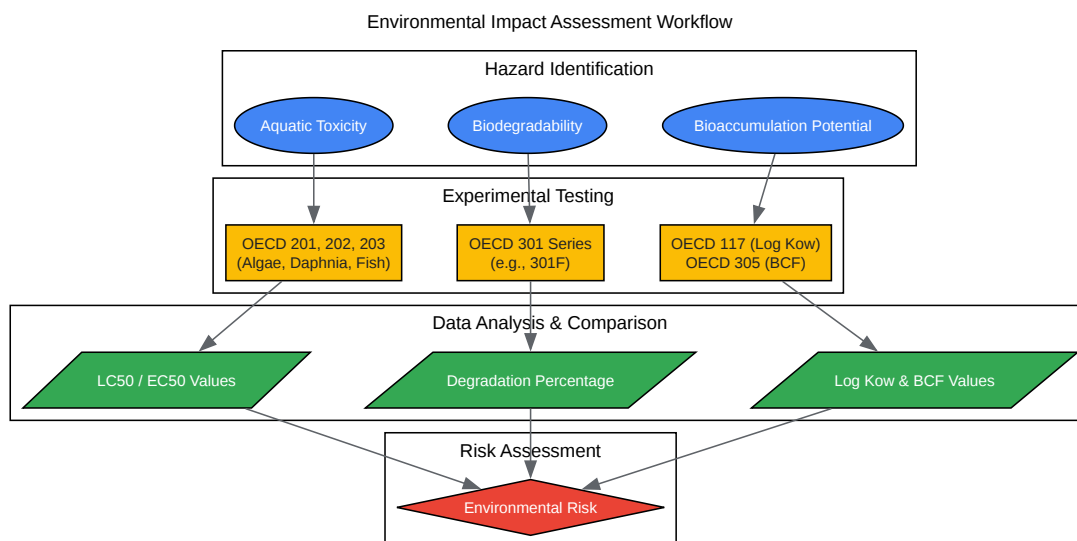 Environmental Impact Assessment Workflow
Hazard Identification
Aquatic Toxicity
Biodegradability
Bioaccumulation Potential
Experimental Testing
OECD 201, 202, 203
(Algae, Daphnia, Fish)
OECD 301 Series
(e.g., 301F)
OECD 117 (Log Kow)
OECD 305 (BCF)
Data Analysis & Comparison
LC50 / EC50 Values
Degradation Percentage
Log Kow & BCF Values
Risk Assessment
Environmental Risk